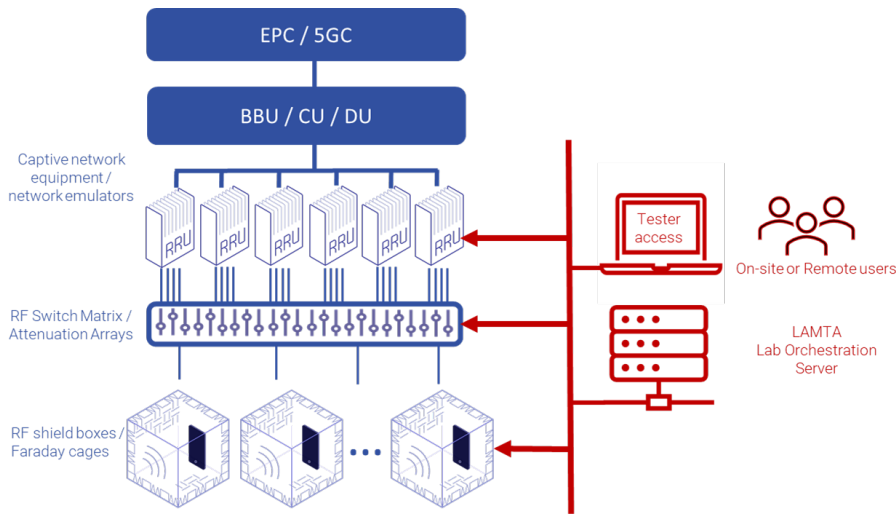 EPC / 5GC
BBU / CU / DU
Captive network
equipment /
network emulators
RRU
RRU
RRU
RRU
RRU
RRU
Tester
access
On-site or Remote users
RF Switch Matrix /
Attenuation Arrays
LAMTA
Lab Orchestration
Server
RF shield boxes /
Faraday cages